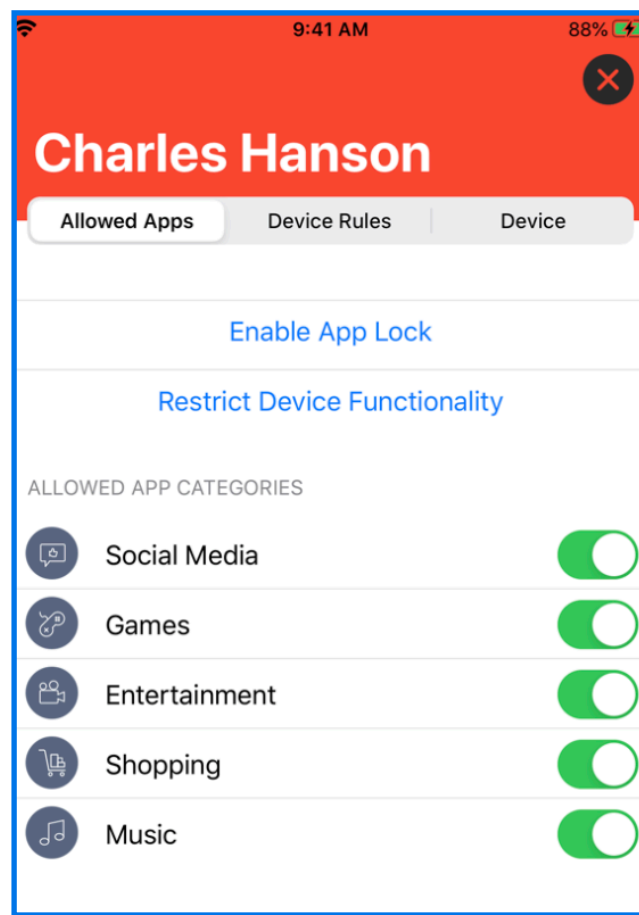 9:41 AM 88%
Charles Hanson
Allowed Apps Device Rules Device
Enable App Lock
Restrict Device Functionality
ALLOWED APP CATEGORIES
Social Media
Games
Entertainment
Shopping
Music